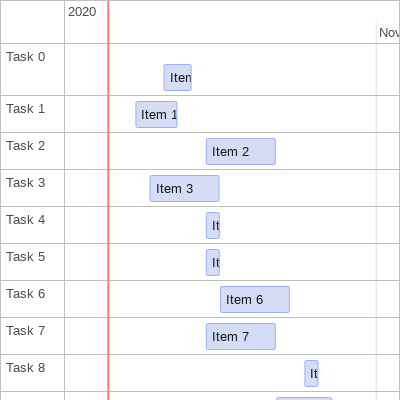 2020
Nov
Task 0
Task 1
Item 1
Task 2
Item 2
Task 3
Item 3
Task 4
It
Task 5
It
Task 6
Item 6
Task 7
Item 7
Task 8
It